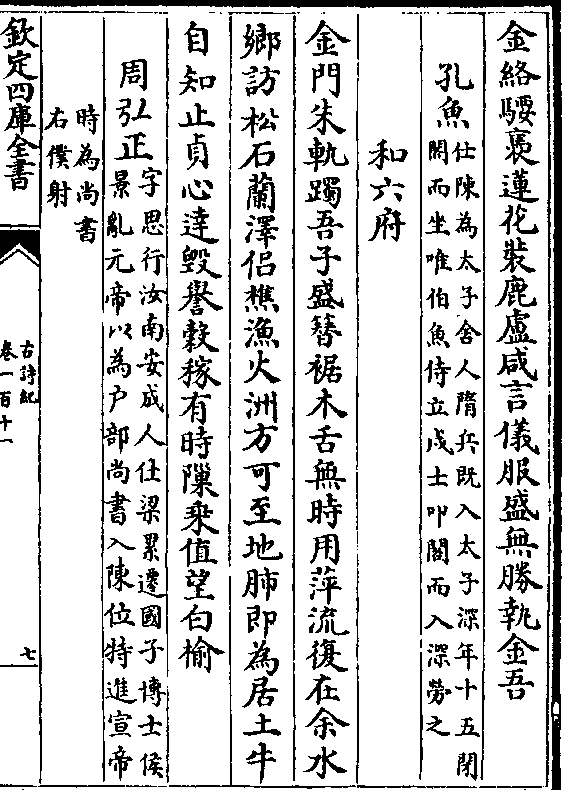 金絡騕褭蓮花裝鹿盧咸言儀服盛無勝執金吾
孔魚
仕陳為太子舍人隋兵既入太子深年十五閉
閤而坐唯伯魚侍立戍士叩閤而入深勞之
和六府
金門朱軌躅吾子盛簪裾木舌無時用萍流復在余水
鄉訪松石蘭澤侣樵漁火洲方可至地肺即為居土牛
自知止貞心達毀譽穀稼有時隟乗值望白榆
周弘正
字思行汝南安成人仕梁累遷國子博士侯
景亂元帝以為户部尚書入陳位特進宣帝
時為尚書
右僕射
欽定四庫全書
古詩紀
卷一百十一
七